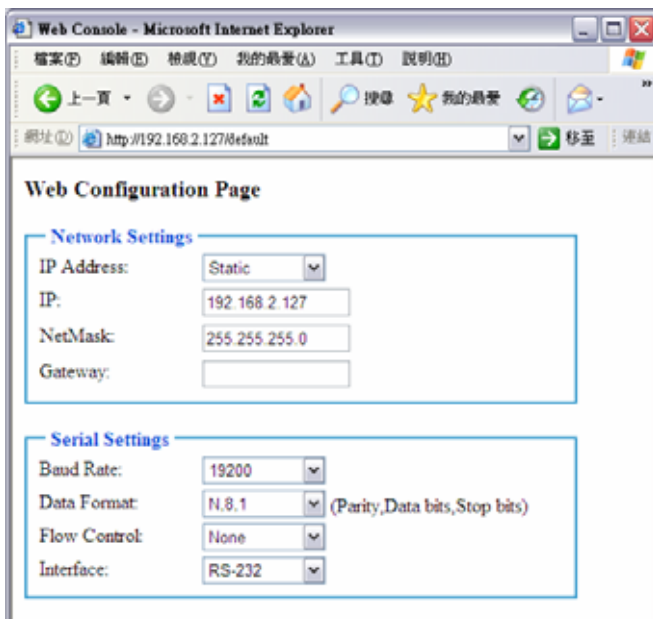 Web Console - Microsoft Internet Explorer
檔案(F) 編輯(E) 檢視(V) 我的最愛(A) 工具(T) 說明(H)
上一頁 搜尋 我的最愛 »
網址(D) http://192.168.2.127/default 移至 連結
Web Configuration Page
Network Settings
IP Address: Static
IP: 192.168.2.127
NetMask: 255.255.255.0
Gateway:
Serial Settings
Baud Rate: 19200
Data Format: N.8.1 (Parity,Data bits,Stop bits)
Flow Control: None
Interface: RS-232